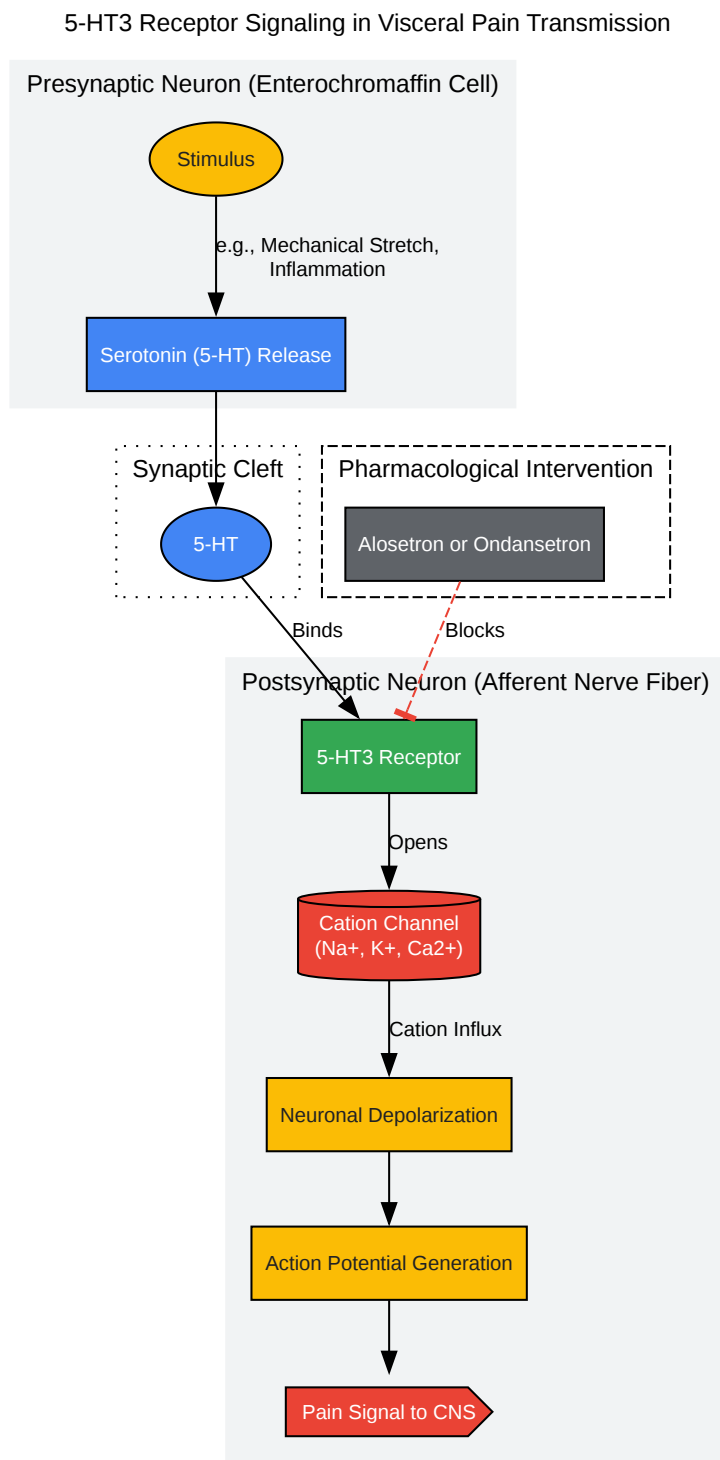 5-HT3 Receptor Signaling in Visceral Pain Transmission
Presynaptic Neuron (Enterochromaffin Cell)
Stimulus
e.g., Mechanical Stretch,
Inflammation
Serotonin (5-HT) Release
Synaptic Cleft
5-HT
Pharmacological Intervention
Alosetron or Ondansetron
Binds
Blocks
Postsynaptic Neuron (Afferent Nerve Fiber)
5-HT3 Receptor
Opens
Cation Channel
(Na+, K+, Ca2+)
Cation Influx
Neuronal Depolarization
Action Potential Generation
Pain Signal to CNS